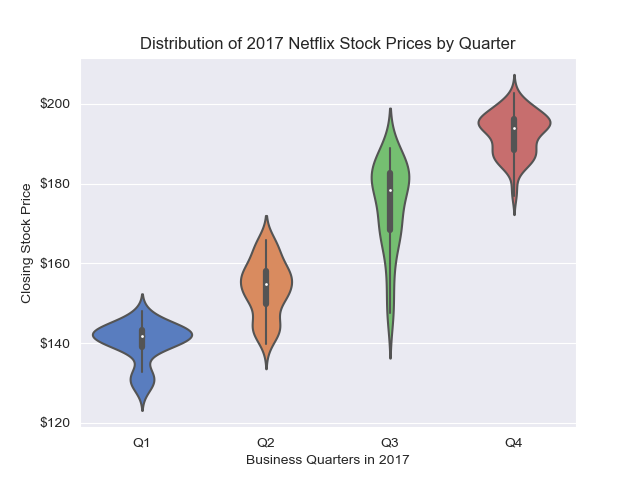 Distribution of 2017 Netflix Stock Prices by Quarter
$200
$180
$160
$140
$120
Closing Stock Price
Q1 Q2 Q3 Q4
Business Quarters in 2017